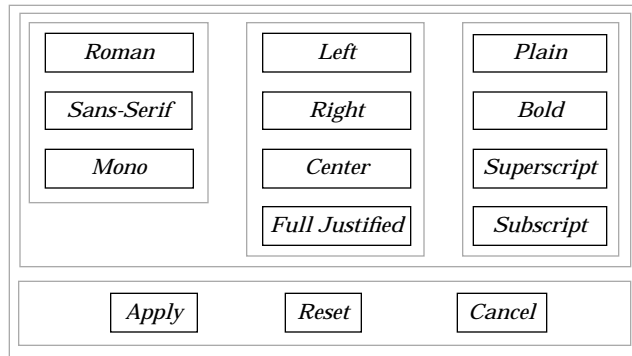 Roman
Sans-Serif
Mono
Left
Right
Center
Full Justified
Plain
Bold
Superscript
Subscript
Apply
Reset
Cancel